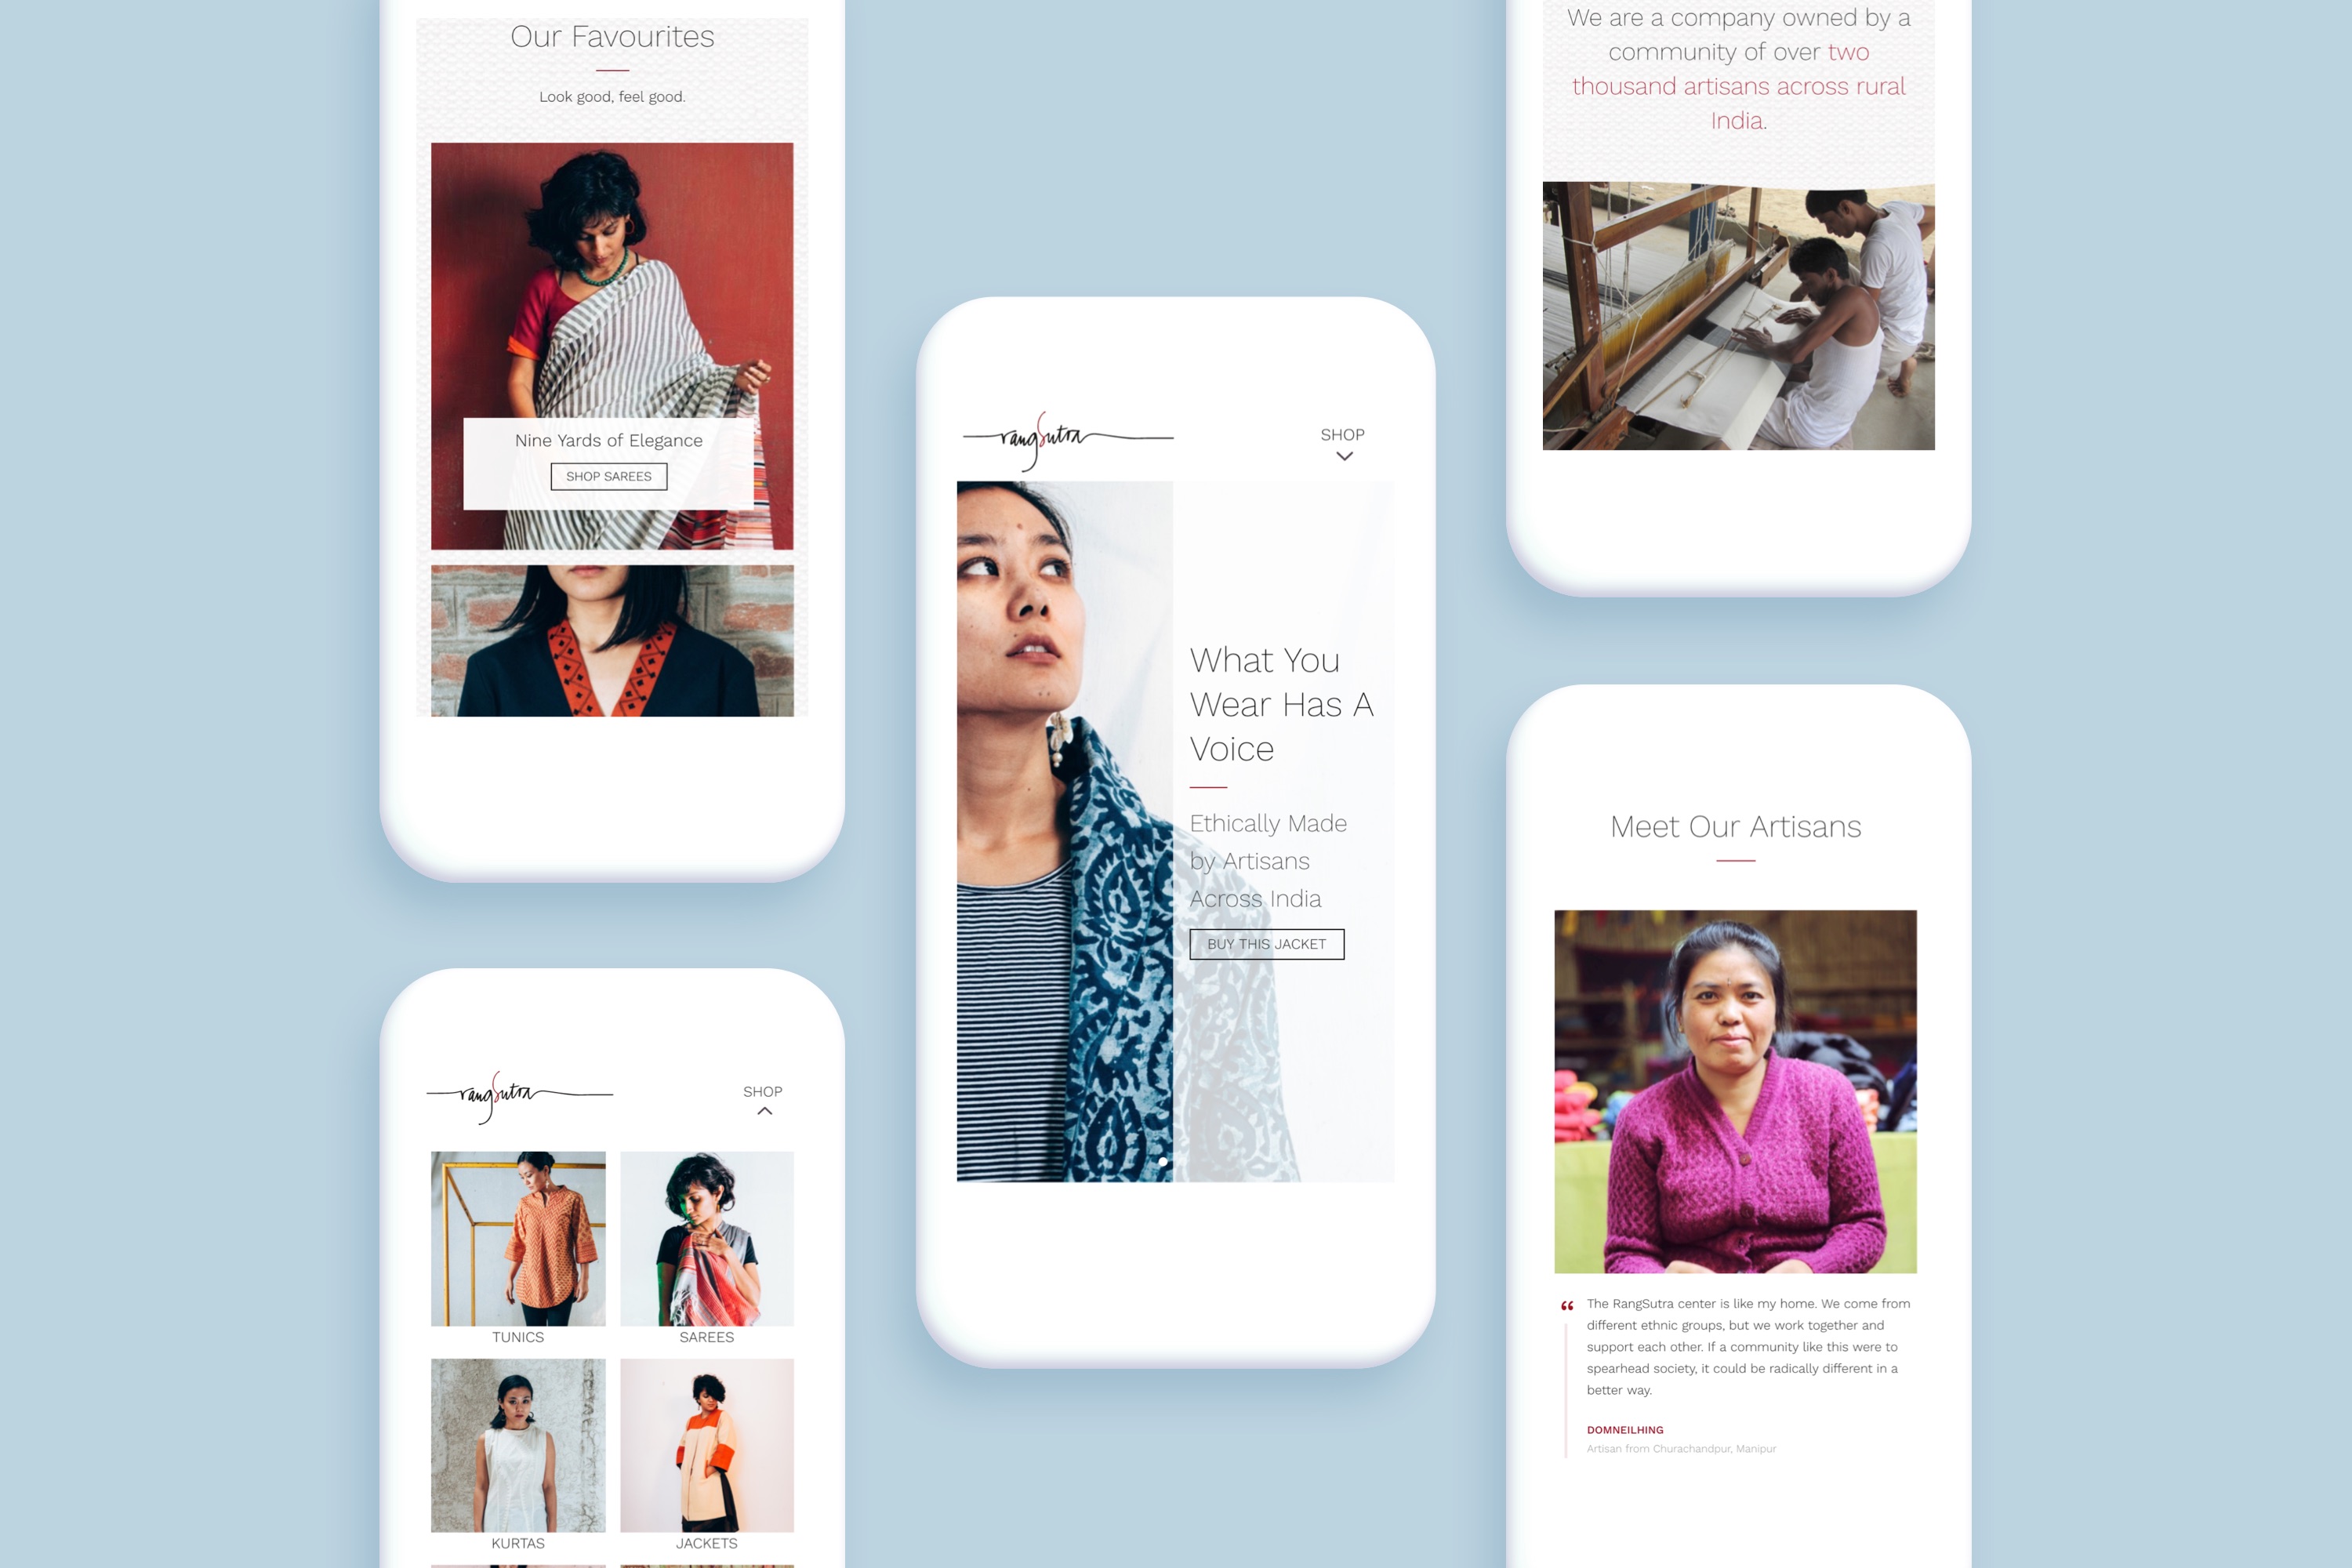 Our Favourites
Look good, feel good.
Nine Yards of Elegance
SHOP SAREES
rangSutra
SHOP
TUNICS
SAREES
KURTAS
JACKETS
rangSutra
SHOP
What You
Wear Has A
Voice
Ethically Made
by Artisans
Across India
BUY THIS JACKET
We are a company owned by a
community of over two
thousand artisans across rural
India.
Meet Our Artisans
“ The RangSutra center is like my home. We come from
different ethnic groups, but we work together and
support each other. If a community like this were to
spearhead society, it could be radically different in a
better way.
DOMNEILHING
Artisan from Churachandpur, Manipur